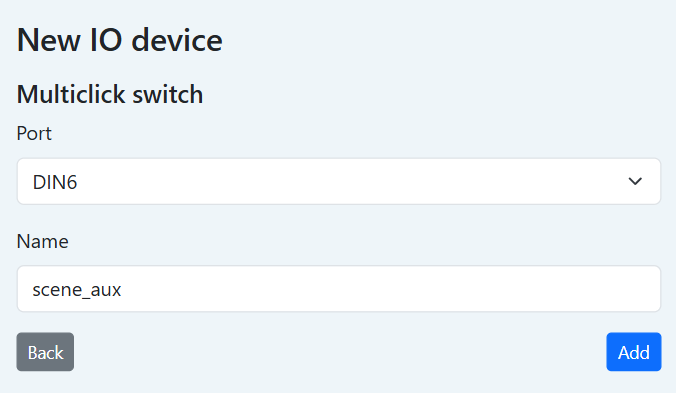 New IO device
Multiclick switch
Port
DIN6
Name
scene_aux
Back
Add